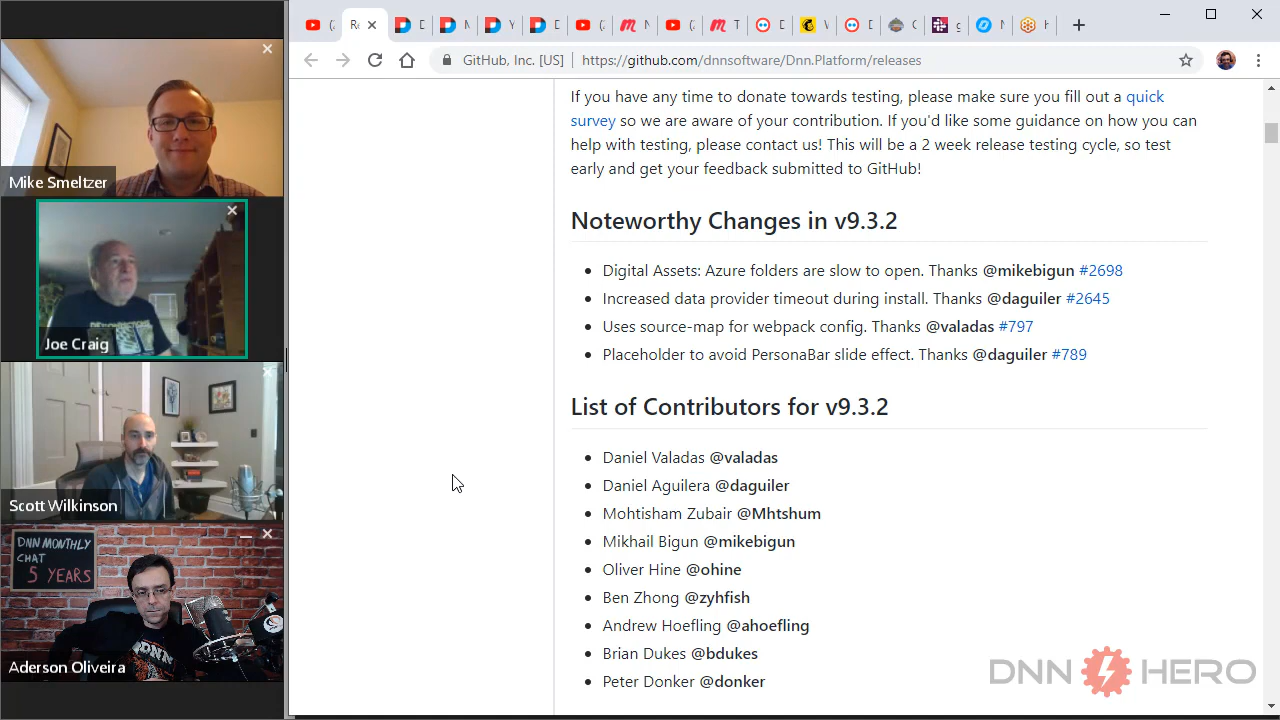 Mike Smeltzer
Joe Craig
Scott Wilkinson
DNN MONTHLY
CHAT
5 YEARS
Aderson Oliveira
GitHub, Inc. [US]
https://github.com/dnnsoftware/Dnn.Platform/releases
If you have any time to donate towards testing, please make sure you fill out a quick
survey so we are aware of your contribution. If you'd like some guidance on how you can
help with testing, please contact us! This will be a 2 week release testing cycle, so test
early and get your feedback submitted to GitHub!
Noteworthy Changes in v9.3.2
Digital Assets: Azure folders are slow to open. Thanks @mikebigun #2698
Increased data provider timeout during install. Thanks @daguiler #2645
Uses source-map for webpack config. Thanks @valadas #797
Placeholder to avoid PersonaBar slide effect. Thanks @daguiler #789
List of Contributors for v9.3.2
Daniel Valadas @valadas
Daniel Aguilera @daguiler
Mohtisham Zubair @Mhtshum
Mikhail Bigun @mikebigun
Oliver Hine @ohine
Ben Zhong @zyhfish
Andrew Hoefling @ahoefling
Brian Dukes @bdukes
Peter Donker @donker
DNN HERO